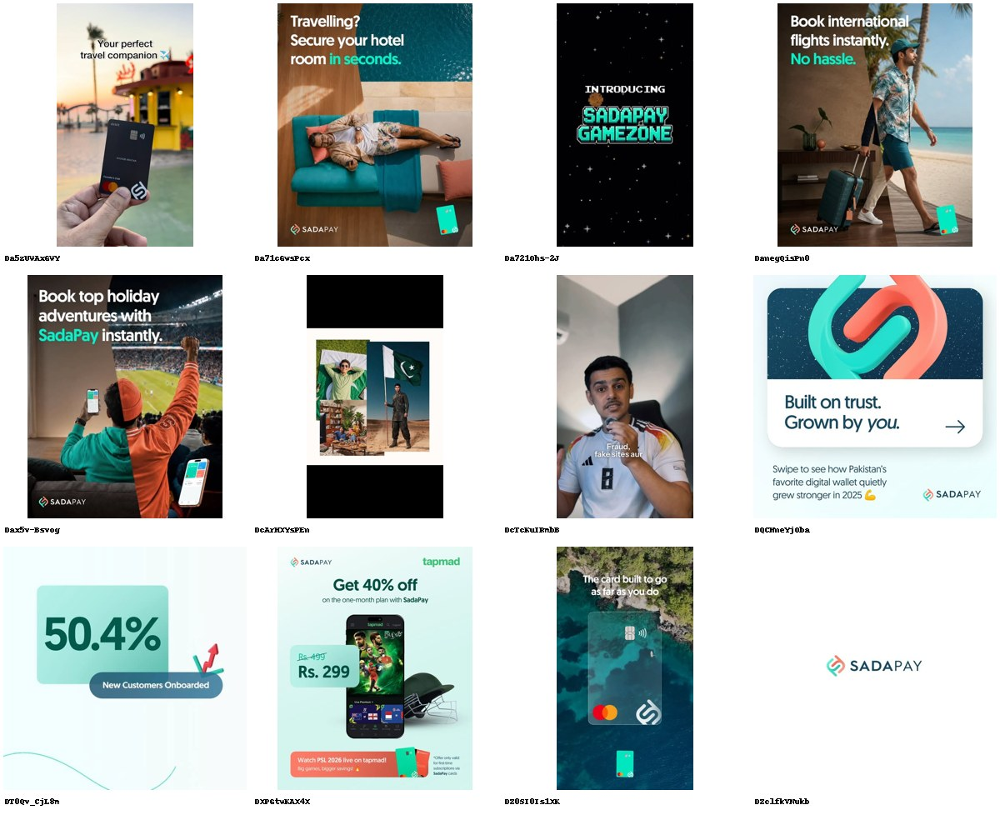 Your perfect
travel companion
Da5zUWAxGWY
Travelling?
Secure your hotel
room in seconds.
SADAPAY
Da71cGwsPcx
INTRODUCING
SADAPAY
GAMEZONE
Da721Ohs-2J
Book international
flights instantly.
No hassle.
SADAPAY
DanegQisPnO
Book top holiday
adventures with
SadaPay instantly.
SADAPAY
Dax5v-Bsvog
DcArHXYsPEn
Fraud,
fake sites aur
8
DcTcKuIRmbB
Built on trust.
Grown by you.
Swipe to see how Pakistan's
favorite digital wallet quietly
grew stronger in 2025 💪
SADAPAY
DQCHneYj0ba
50.4%
New Customers Onboarded
DTOQv_CjL8m
SADAPAY
tapmad
Get 40% off
on the one-month plan with SadaPay
tapmad
Rs. 499
Rs. 299
Watch PSL 2026 live on tapmad!
Big games, bigger savings! 🔥
*Offer only valid
for first-time
subscriptions via
SadaPay cards
DXPGtwKAX4X
The card built to go
as far as you do
DZ0SI0Is1XK
SADAPAY
DZclfkVNukb